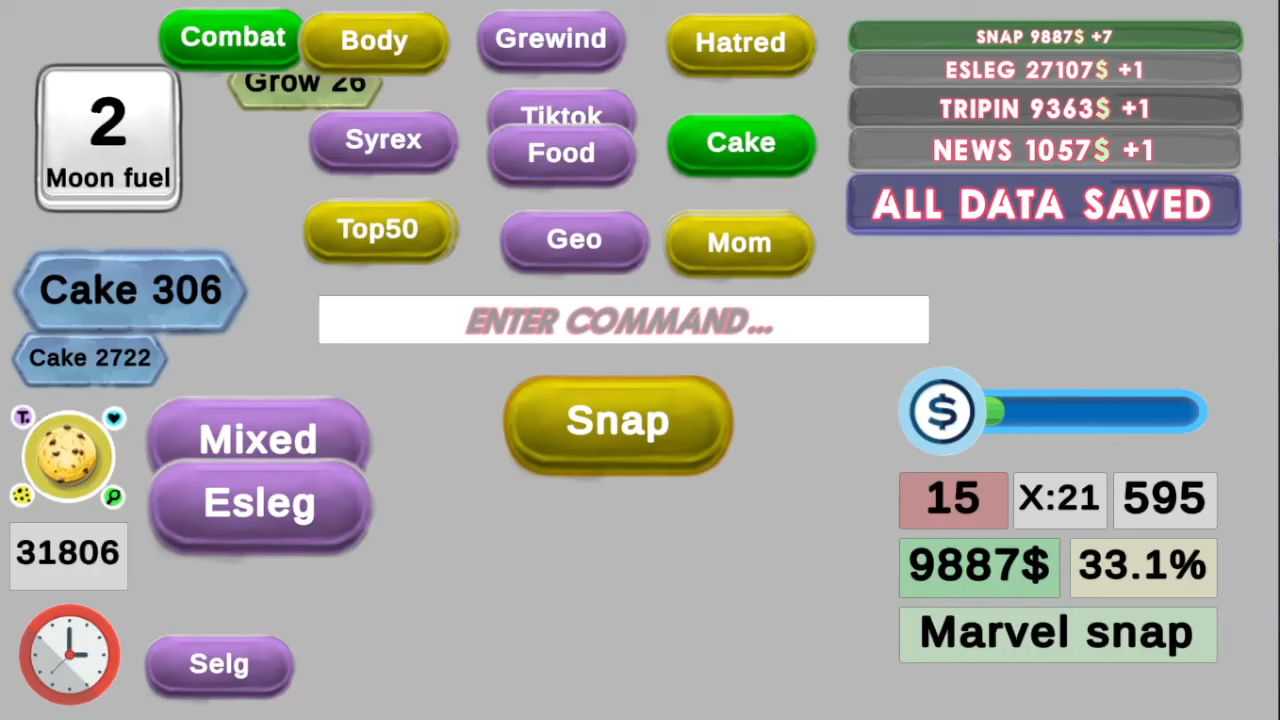 Combat
Body
Grewind
Hatred
SNAP 9887$ +7
ESLEG 27107$ +1
TRIPIN 9363$ +1
NEWS 1057$ +1
ALL DATA SAVED
Grow 26
2
Moon fuel
Syrex
Tiktok
Food
Cake
Top50
Geo
Mom
Cake 306
Cake 2722
ENTER COMMAND...
T.
Mixed
Esleg
Snap
$
15
X:21
595
31806
9887$
33.1%
Marvel snap
Selg